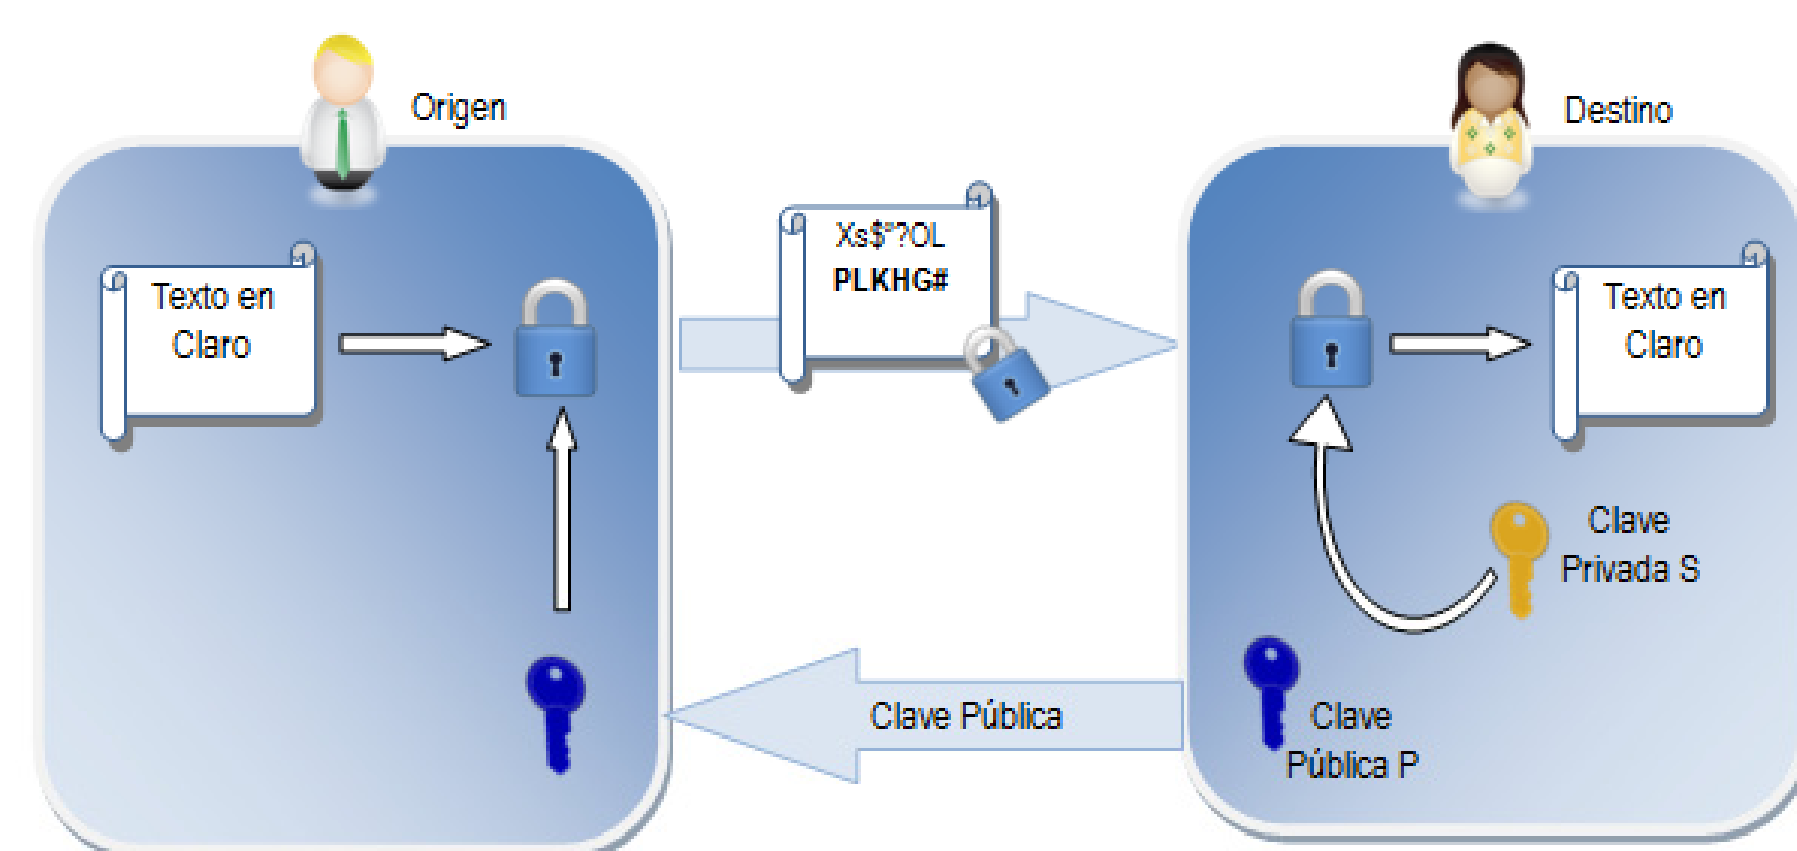 Origen
Destino
Texto en
Claro
Xs$"?OL
PLKHG#
Texto en
Claro
Clave
Privada S
Clave Pública
Clave
Pública P